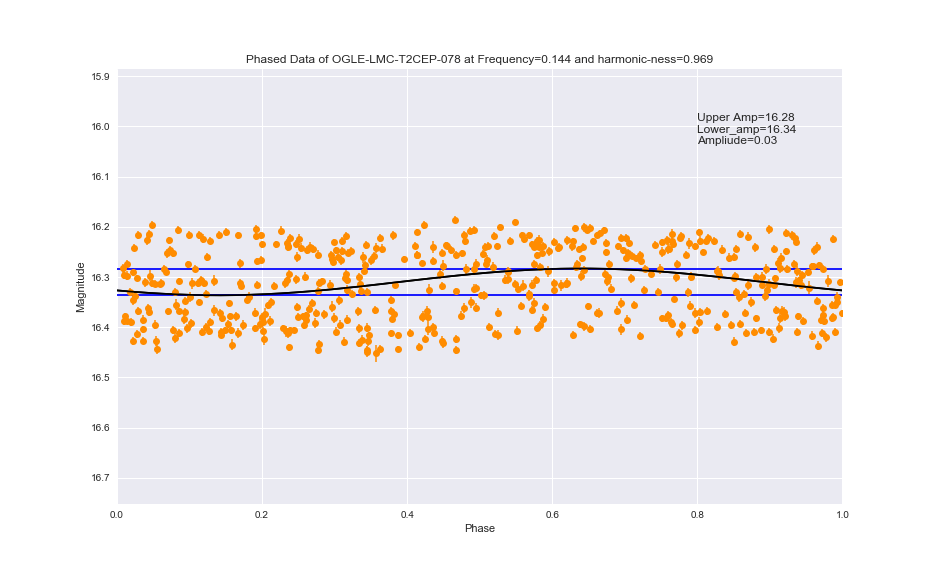 Phased Data of OGLE-LMC-T2CEP-078 at Frequency=0.144 and harmonic-ness=0.969
15.9
16.0
16.1
16.2
16.3
16.4
16.5
16.6
16.7
Magnitude
Upper Amp=16.28
Lower_amp=16.34
Ampliude=0.03
0.0 0.2 0.4 0.6 0.8 1.0
Phase